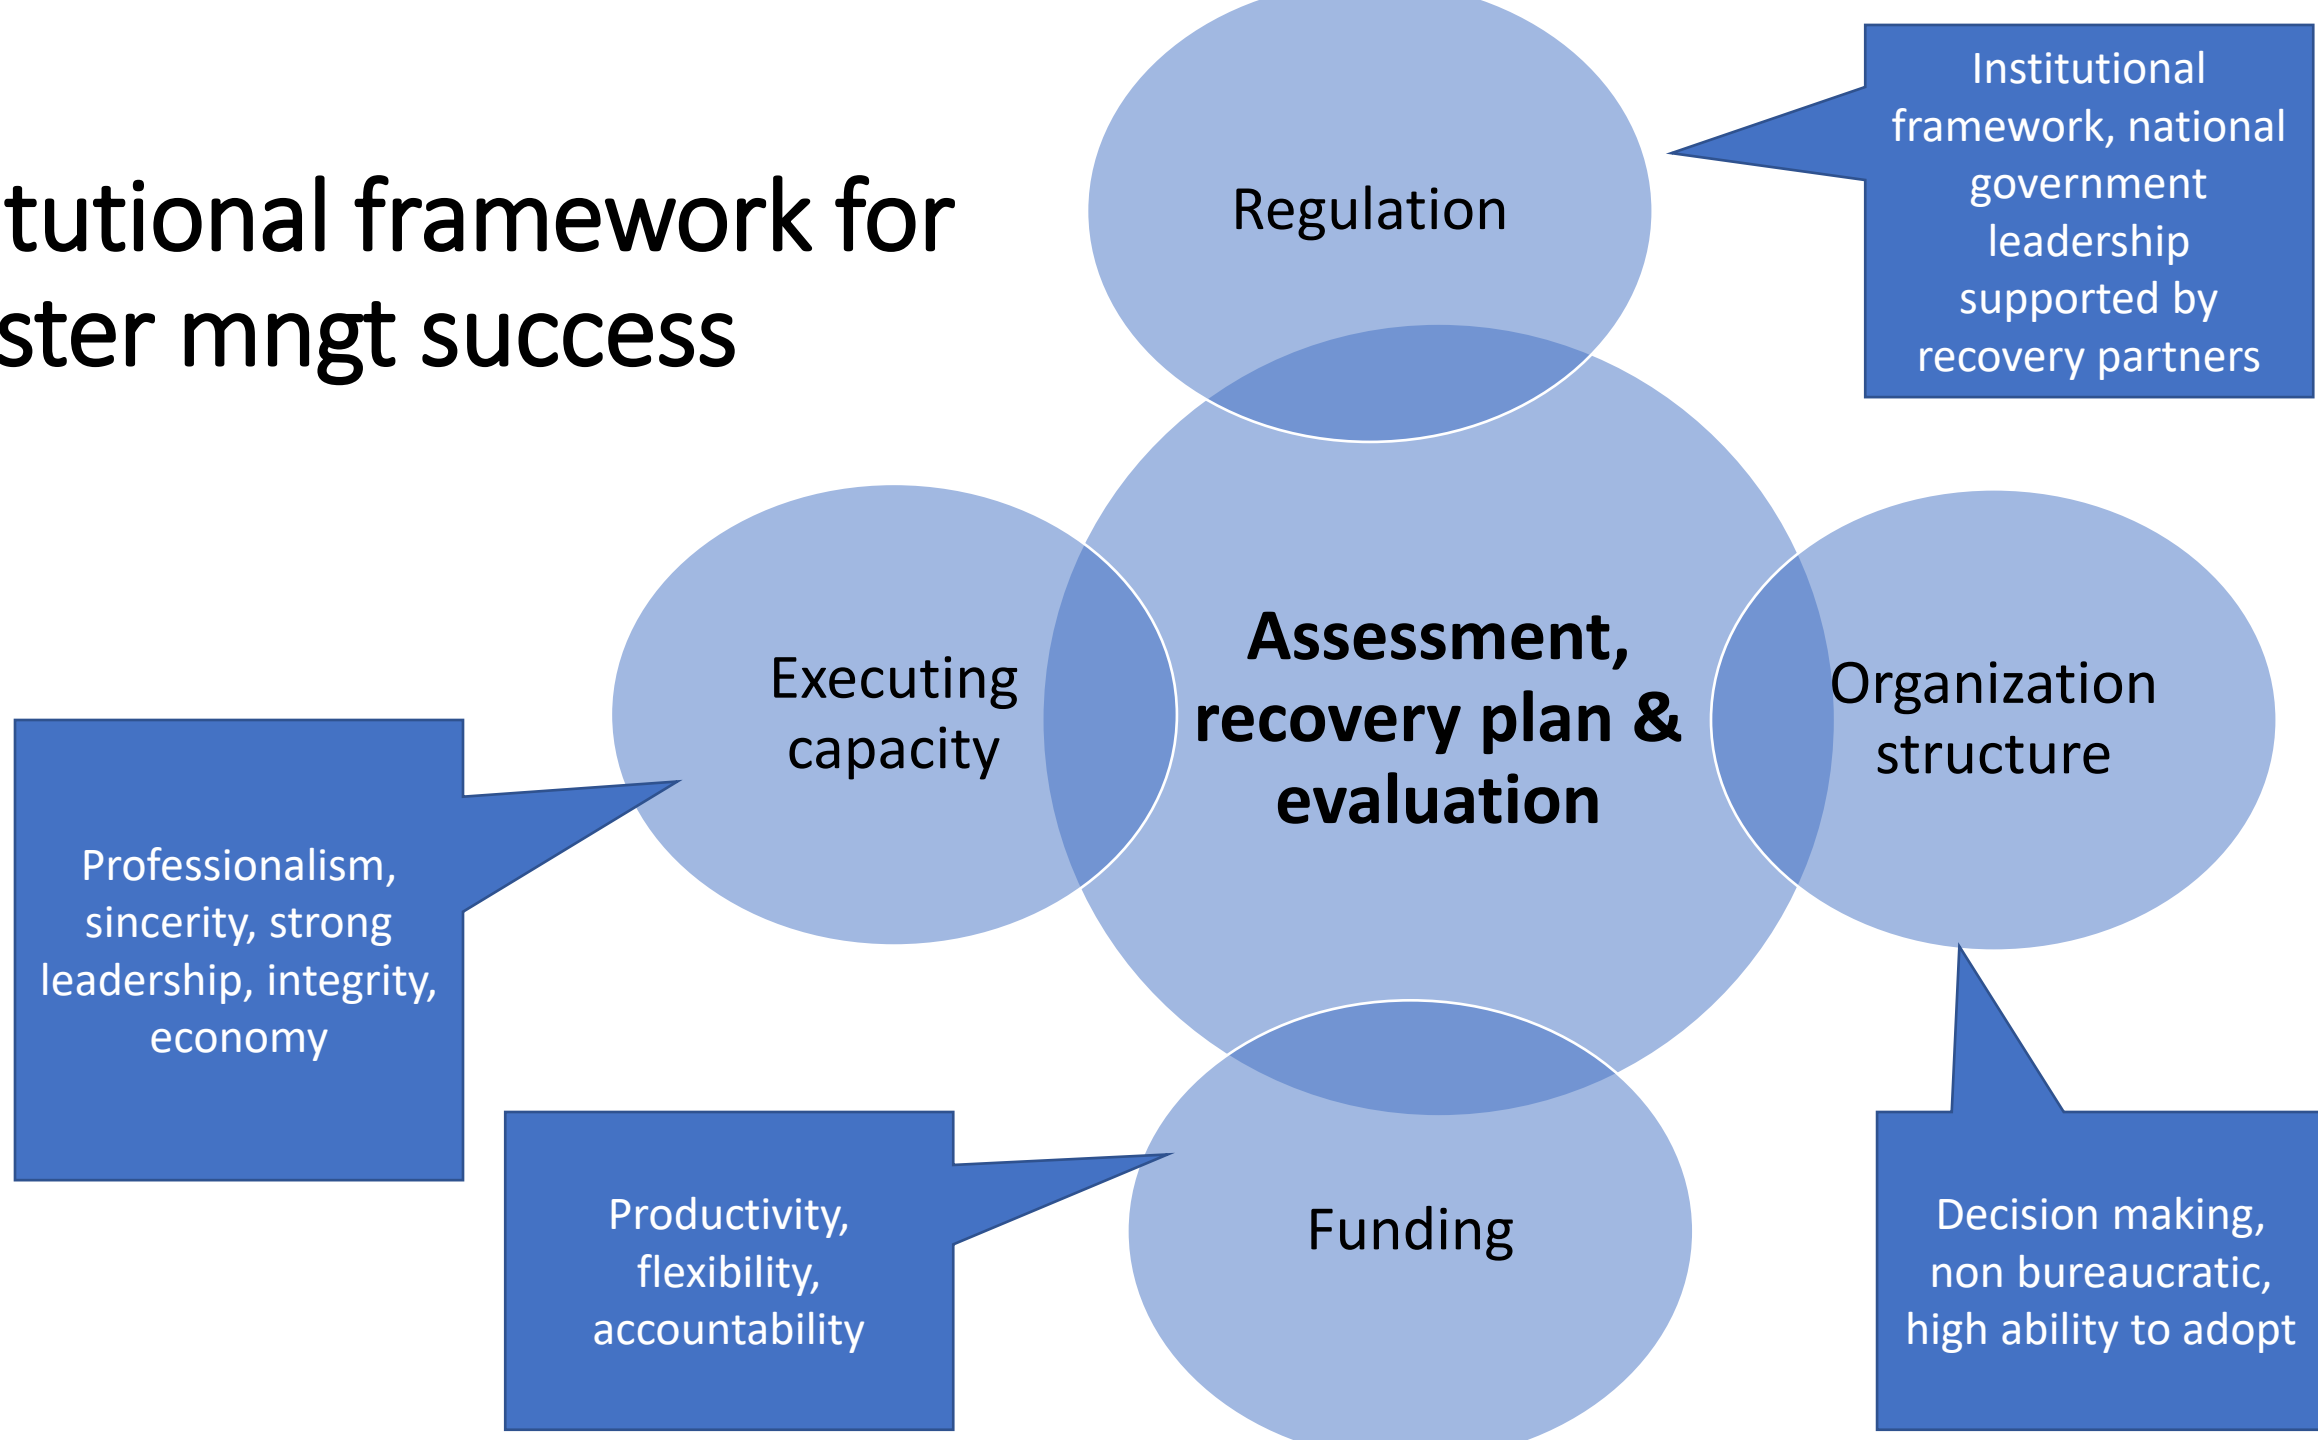 tutional framework for
ster mngt success
Regulation
Institutional
framework, national
government
leadership
supported by
recovery partners
Executing
capacity
Assessment,
recovery plan &
evaluation
Organization
structure
Professionalism,
sincerity, strong
leadership, integrity,
economy
Productivity,
flexibility,
accountability
Funding
Decision making,
non bureaucratic,
high ability to adopt